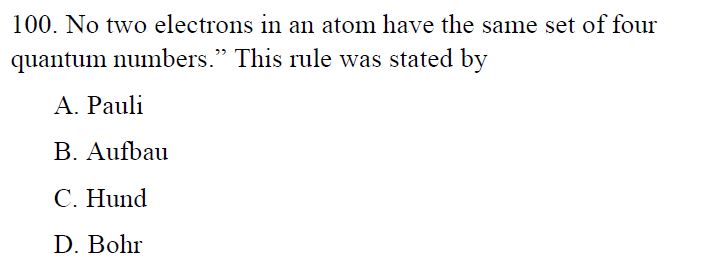 100. No two electrons in an atom have the same set of four
quantum numbers.” This rule was stated by
A. Pauli
B. Aufbau
C. Hund
D. Bohr